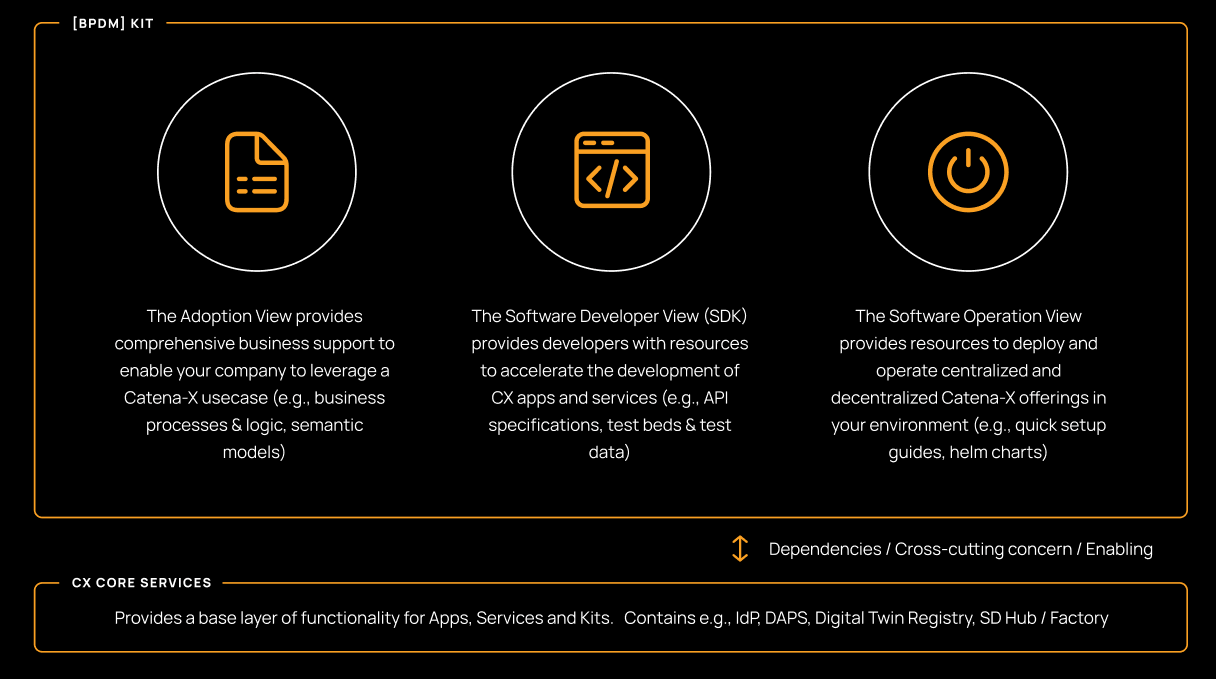 [BPDM] KIT
The Adoption View provides
comprehensive business support to
enable your company to leverage a
Catena-X usecase (e.g., business
processes & logic, semantic
models)
The Software Developer View (SDK)
provides developers with resources
to accelerate the development of
CX apps and services (e.g., API
specifications, test beds & test
data)
The Software Operation View
provides resources to deploy and
operate centralized and
decentralized Catena-X offerings in
your environment (e.g., quick setup
guides, helm charts)
Dependencies / Cross-cutting concern / Enabling
CX CORE SERVICES
Provides a base layer of functionality for Apps, Services and Kits. Contains e.g., IdP, DAPS, Digital Twin Registry, SD Hub / Factory